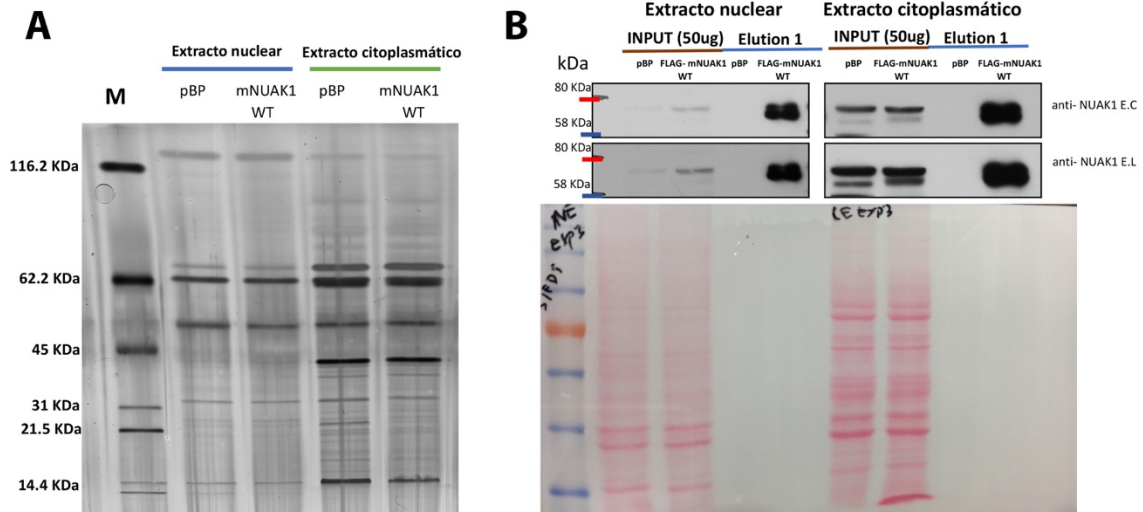 A
Extracto nuclear
Extracto citoplasmático
M
pBP
mNUAK1
WT
pBP
mNUAK1
WT
116.2 KDa
62.2 KDa
45 KDa
31 KDa
21.5 KDa
14.4 KDa
B
Extracto nuclear
Extracto citoplasmático
INPUT (50ug)
Elution 1
INPUT (50ug)
Elution 1
kDa
pBP
FLAG- mNUAK1
WT
pBP
FLAG-mNUAK1
WT
pBP
FLAG-mNUAK1
WT
pBP
FLAG-mNUAK1
WT
80 KDa
58 KDa
anti- NUAK1 E.C
80 KDa
58 KDa
anti- NUAK1 E.L
NE
exp3
CE exp3